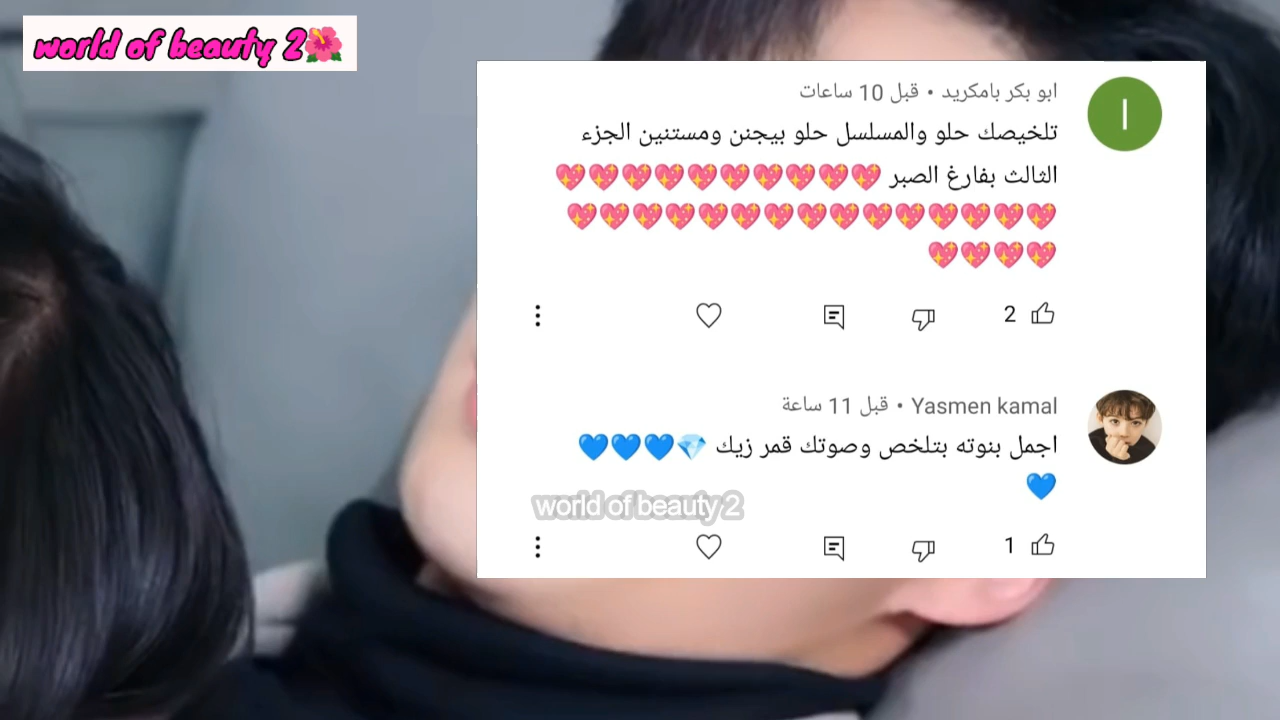 world of beauty 2🌺
ابو بكر بامكريد • قبل 10 ساعات
تلخيصك حلو والمسلسل حلو بيجنن ومستنين الجزء
الثالث بفارغ الصبر 💖💖💖💖💖💖💖💖💖💖
💖💖💖💖💖💖💖💖💖💖💖💖💖💖💖
💖💖💖💖
2
Yasmen kamal • قبل 11 ساعة
اجمل بنوته بتلخص وصوتك قمر زيك 💎💙💙💙
💙
world of beauty 2
1